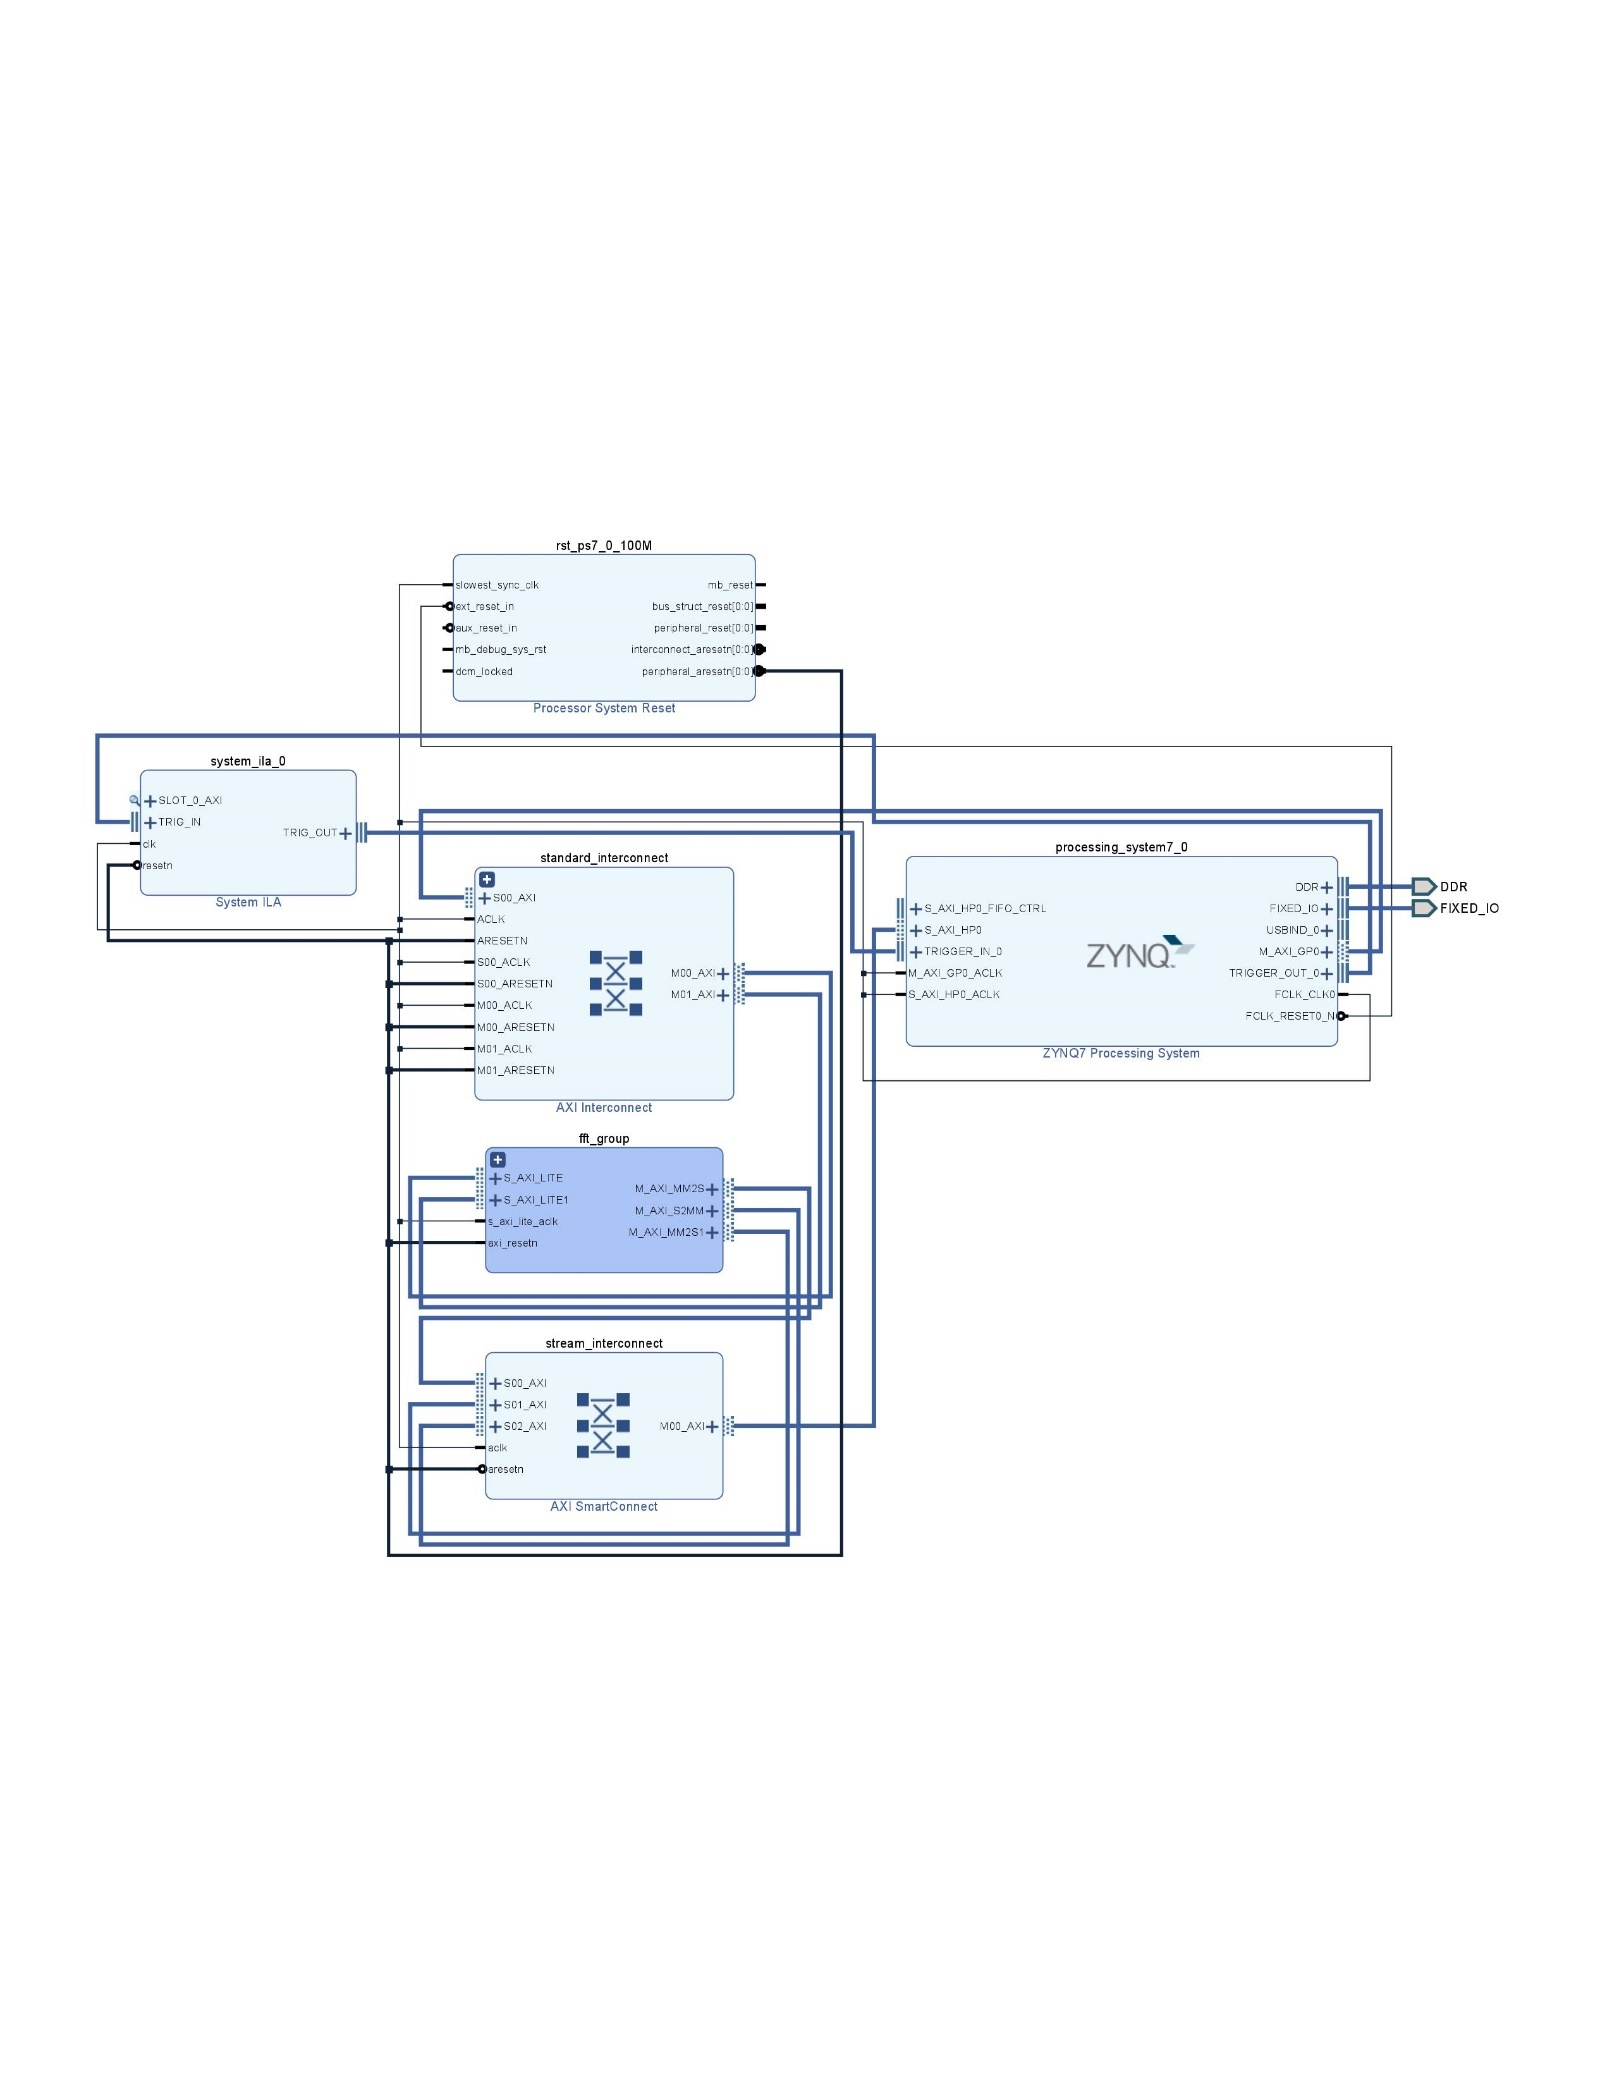 rst_ps7_0_100M
slowest_sync_clk
ext_reset_in
aux_reset_in
mb_debug_sys_rst
dcm_locked
mb_reset
bus_struct_reset[0:0]
peripheral_reset[0:0]
interconnect_aresetn[0:0]
peripheral_aresetn[0:0]
Processor System Reset
system_ila_0
SLOT_0_AXI
TRIG_IN
clk
resetn
TRIG_OUT
System ILA
standard_interconnect
S00_AXI
ACLK
ARESETN
S00_ACLK
S00_ARESETN
M00_ACLK
M00_ARESETN
M01_ACLK
M01_ARESETN
M00_AXI
M01_AXI
AXI Interconnect
processing_system7_0
S_AXI_HP0_FIFO_CTRL
S_AXI_HP0
TRIGGER_IN_0
M_AXI_GP0_ACLK
S_AXI_HP0_ACLK
ZYNQ
DDR
FIXED_IO
USBIND_0
M_AXI_GP0
TRIGGER_OUT_0
FCLK_CLK0
FCLK_RESET0_N
ZYNQ7 Processing System
DDR
FIXED_IO
fft_group
S_AXI_LITE
S_AXI_LITE1
s_axi_lite_aclk
axi_resetn
M_AXI_MM2S
M_AXI_S2MM
M_AXI_MM2S1
stream_interconnect
S00_AXI
S01_AXI
S02_AXI
aclk
aresetn
M00_AXI
AXI SmartConnect